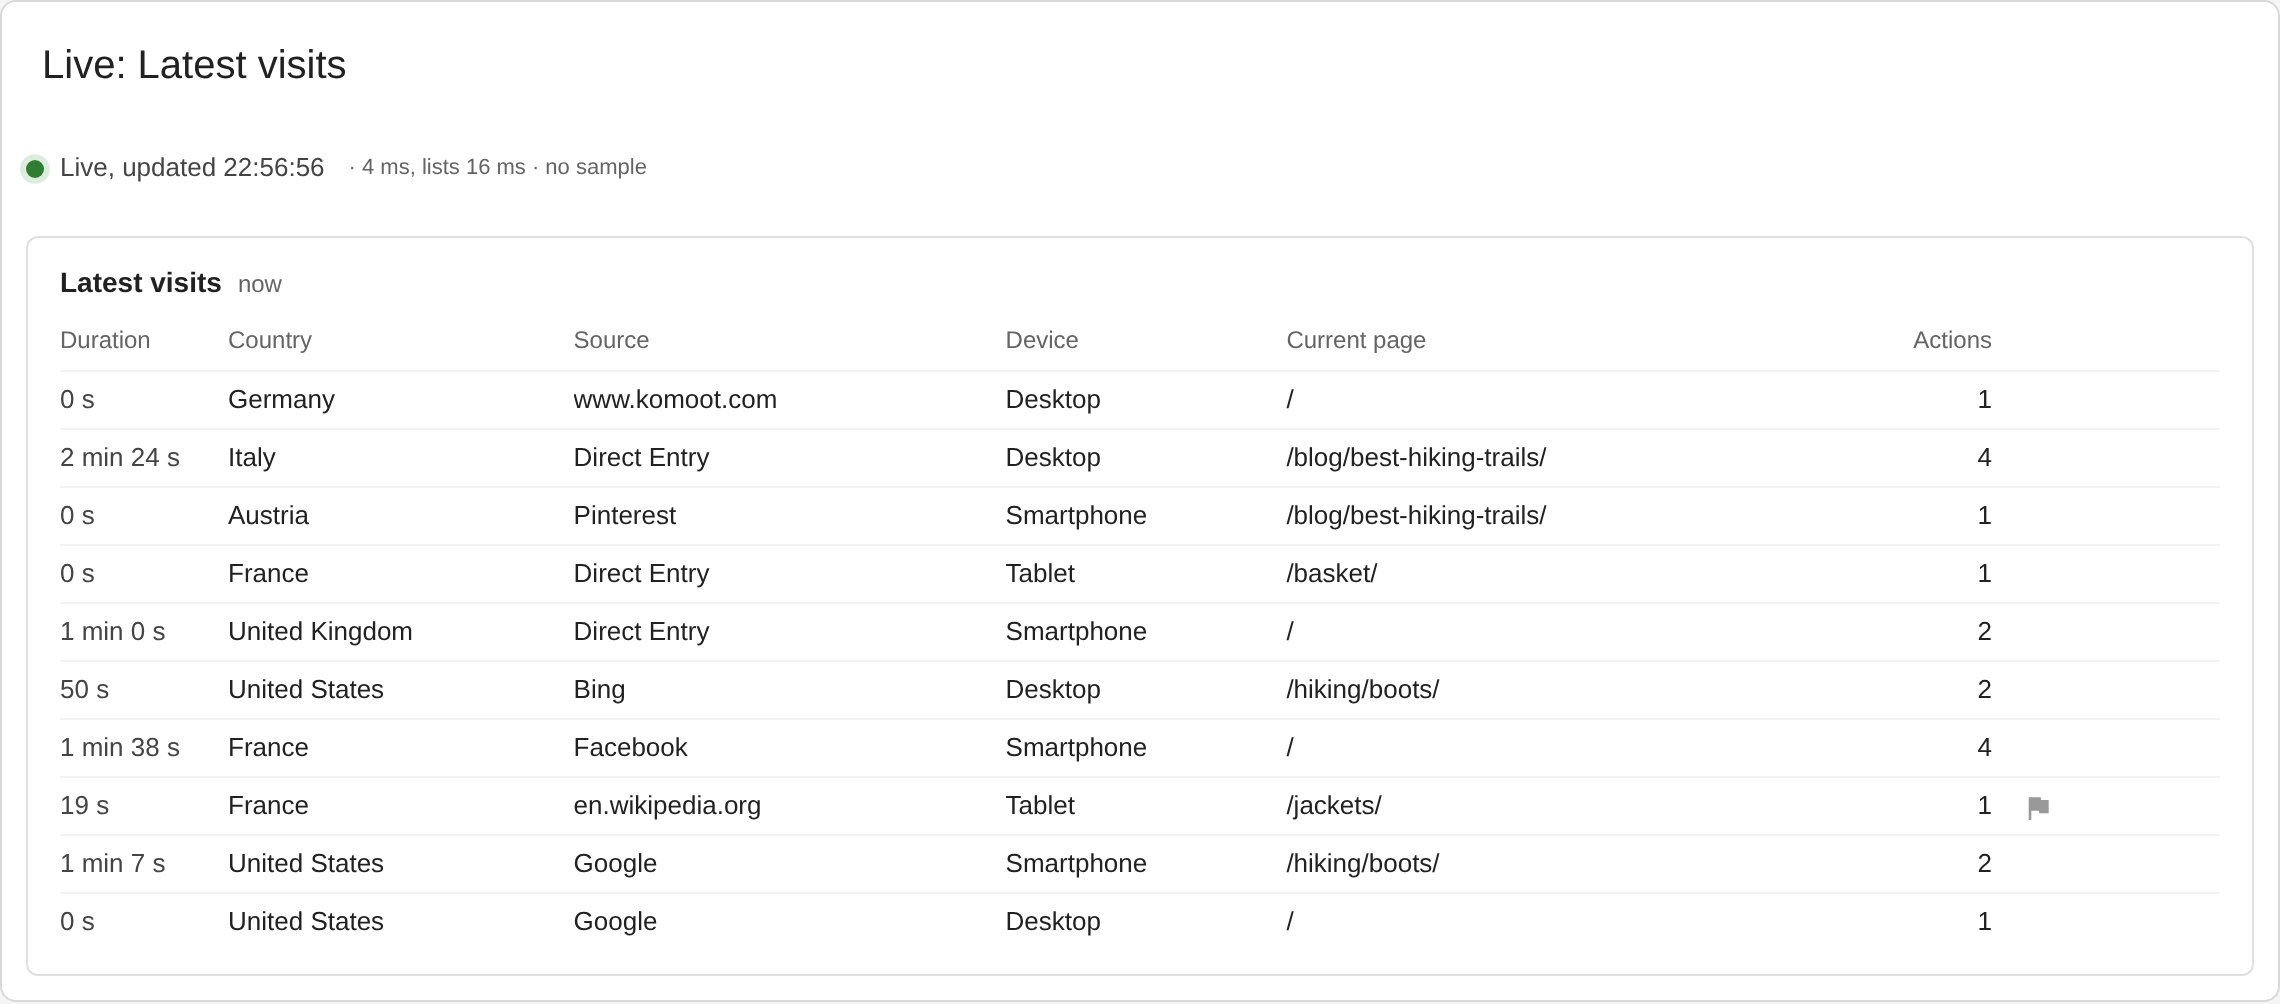 Live: Latest visits
Live, updated 22:56:56 · 4 ms, lists 16 ms · no sample
Latest visits now
Duration Country Source Device Current page Actions
0 s Germany www.komoot.com Desktop / 1
2 min 24 s Italy Direct Entry Desktop /blog/best-hiking-trails/ 4
0 s Austria Pinterest Smartphone /blog/best-hiking-trails/ 1
0 s France Direct Entry Tablet /basket/ 1
1 min 0 s United Kingdom Direct Entry Smartphone / 2
50 s United States Bing Desktop /hiking/boots/ 2
1 min 38 s France Facebook Smartphone / 4
19 s France en.wikipedia.org Tablet /jackets/ 1
1 min 7 s United States Google Smartphone /hiking/boots/ 2
0 s United States Google Desktop / 1